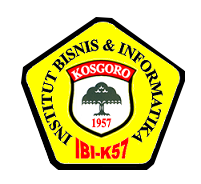 INSTITUT BISNIS & INFORMATIKA
KOSGORO
1957
IBI-K57